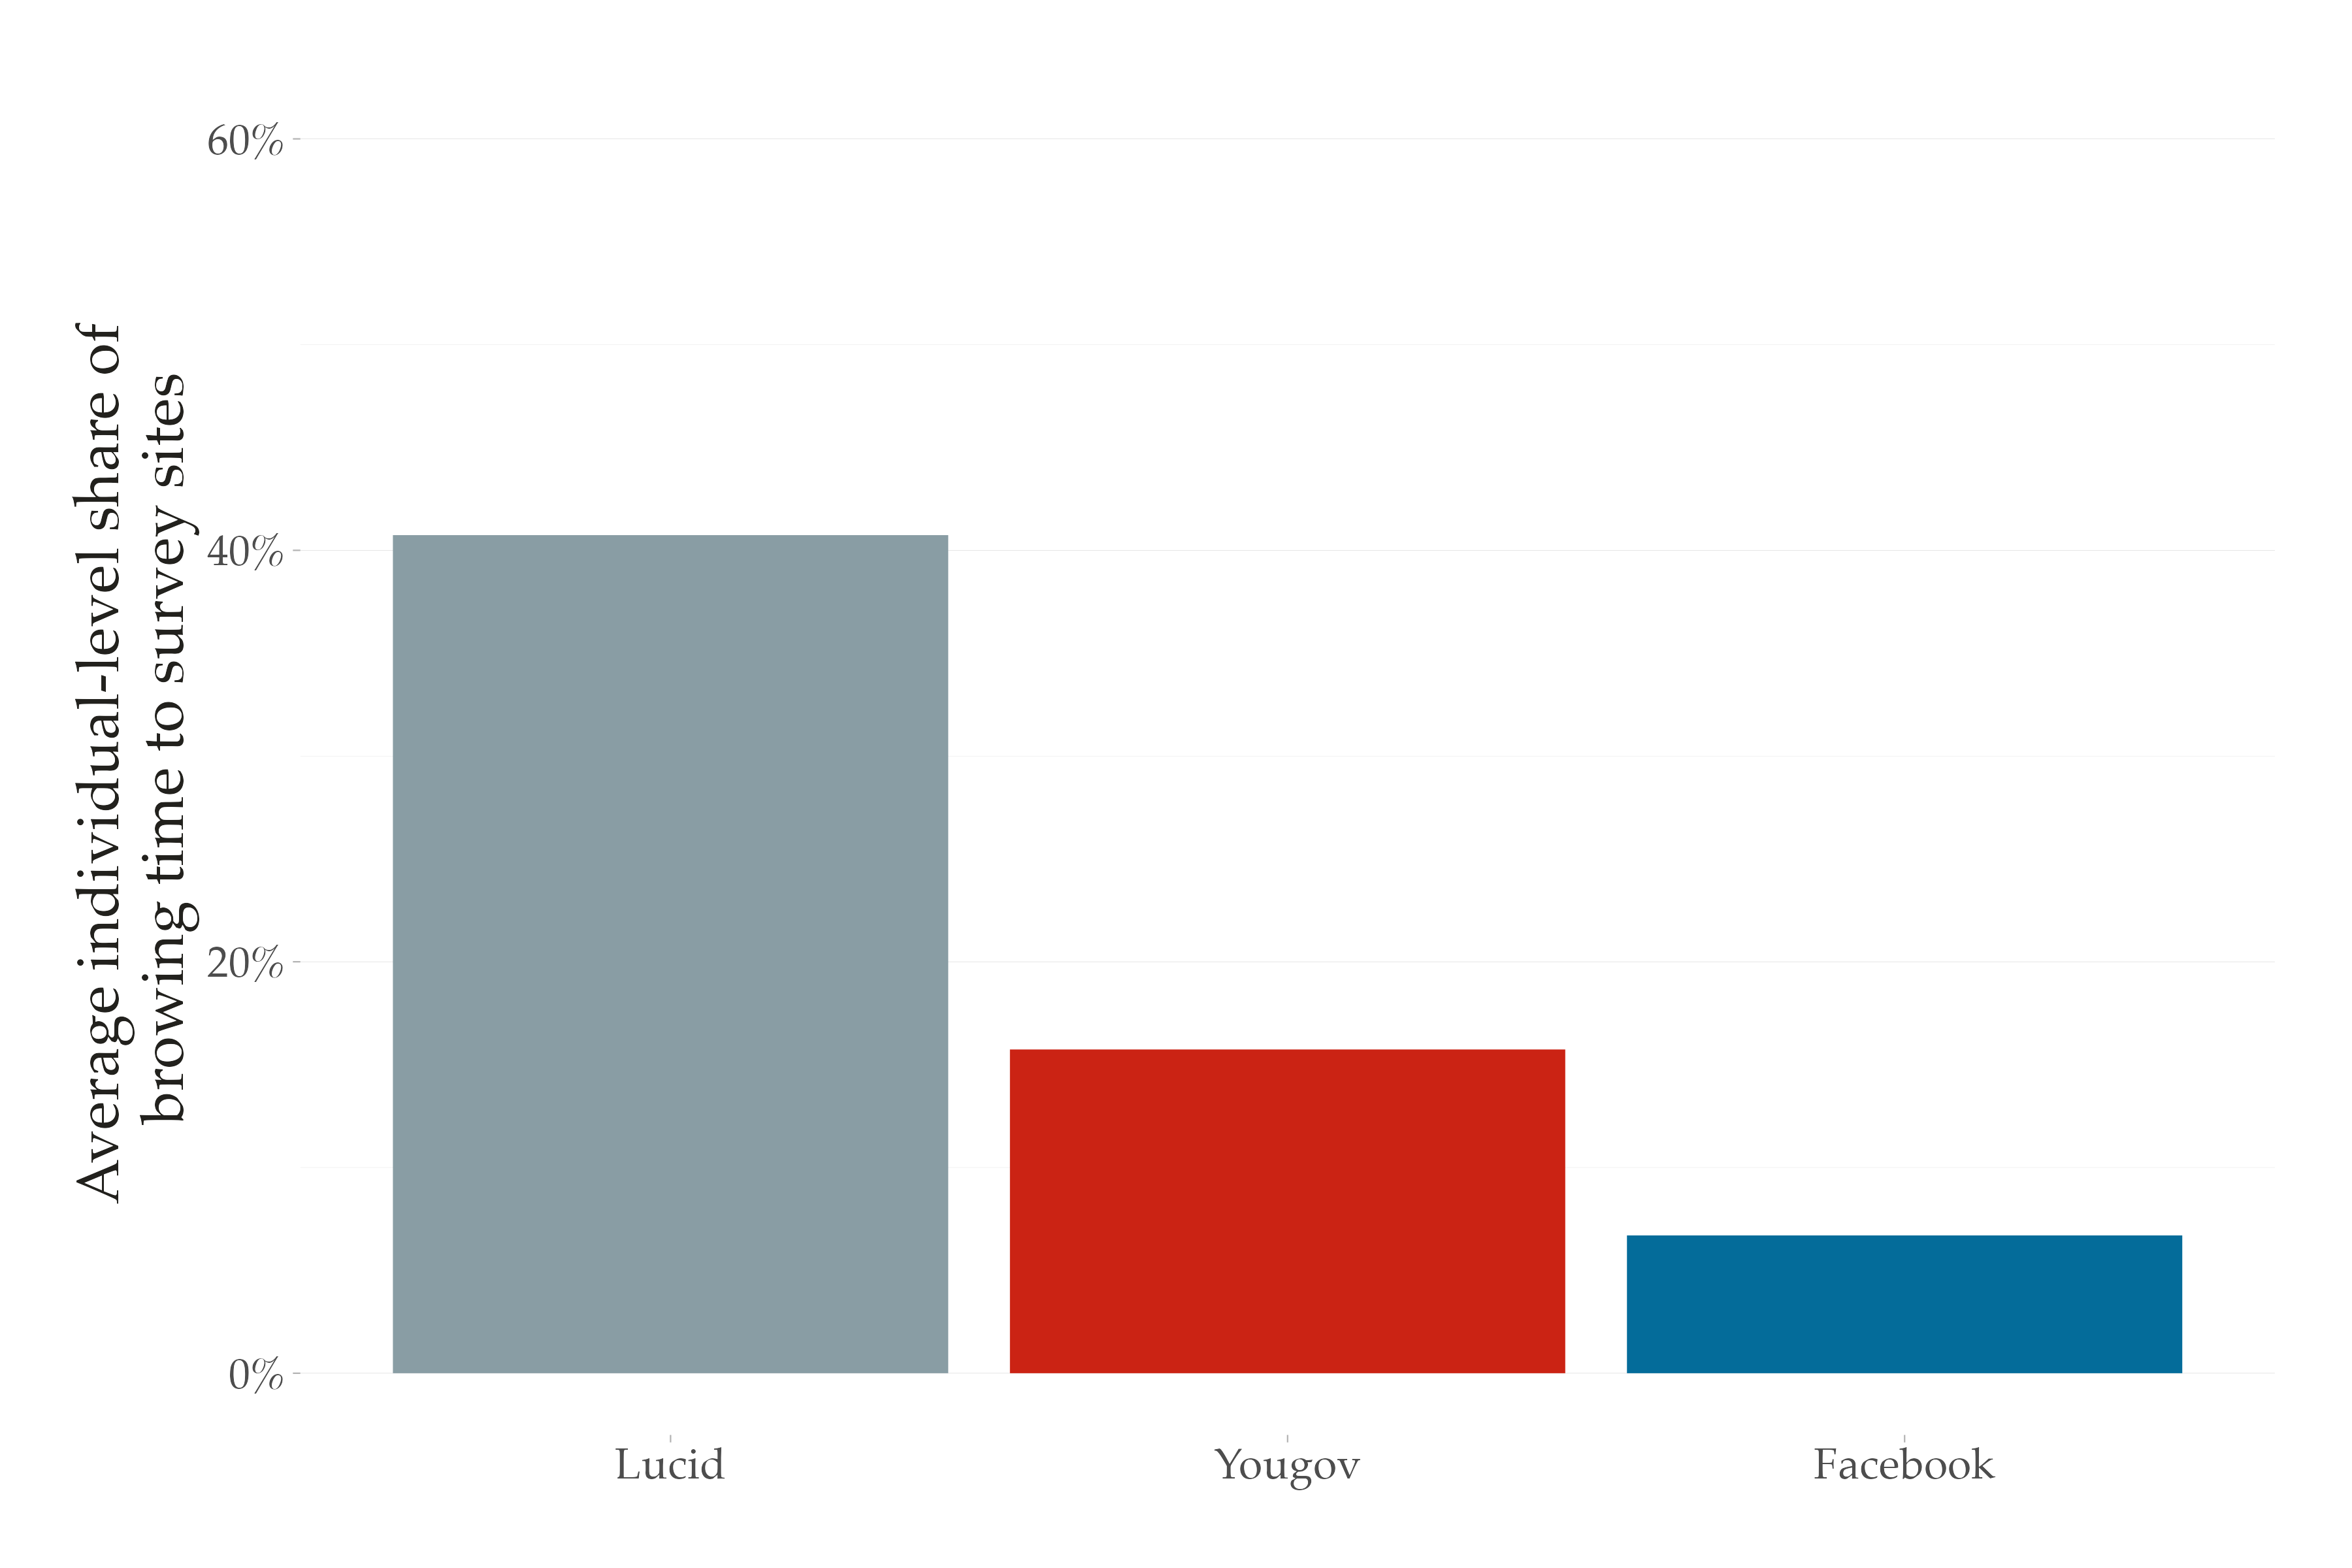 Average individual-level share of
browing time to survey sites
60%
40%
20%
0%
Lucid
Yougov
Facebook